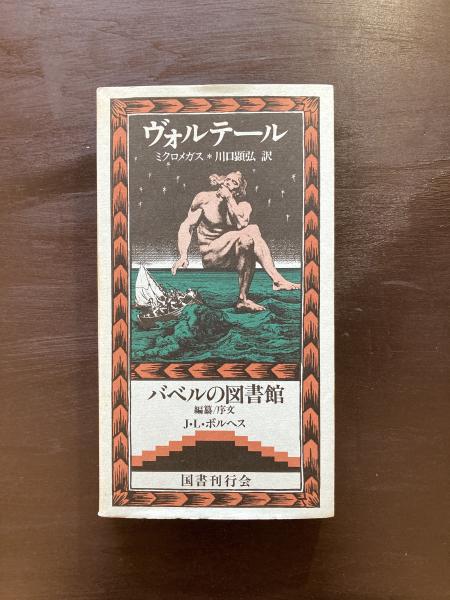 ヴォルテール
ミクロメガス＊川口顕弘 訳
バベルの図書館
編纂/序文
J・L・ボルヘス
国書刊行会